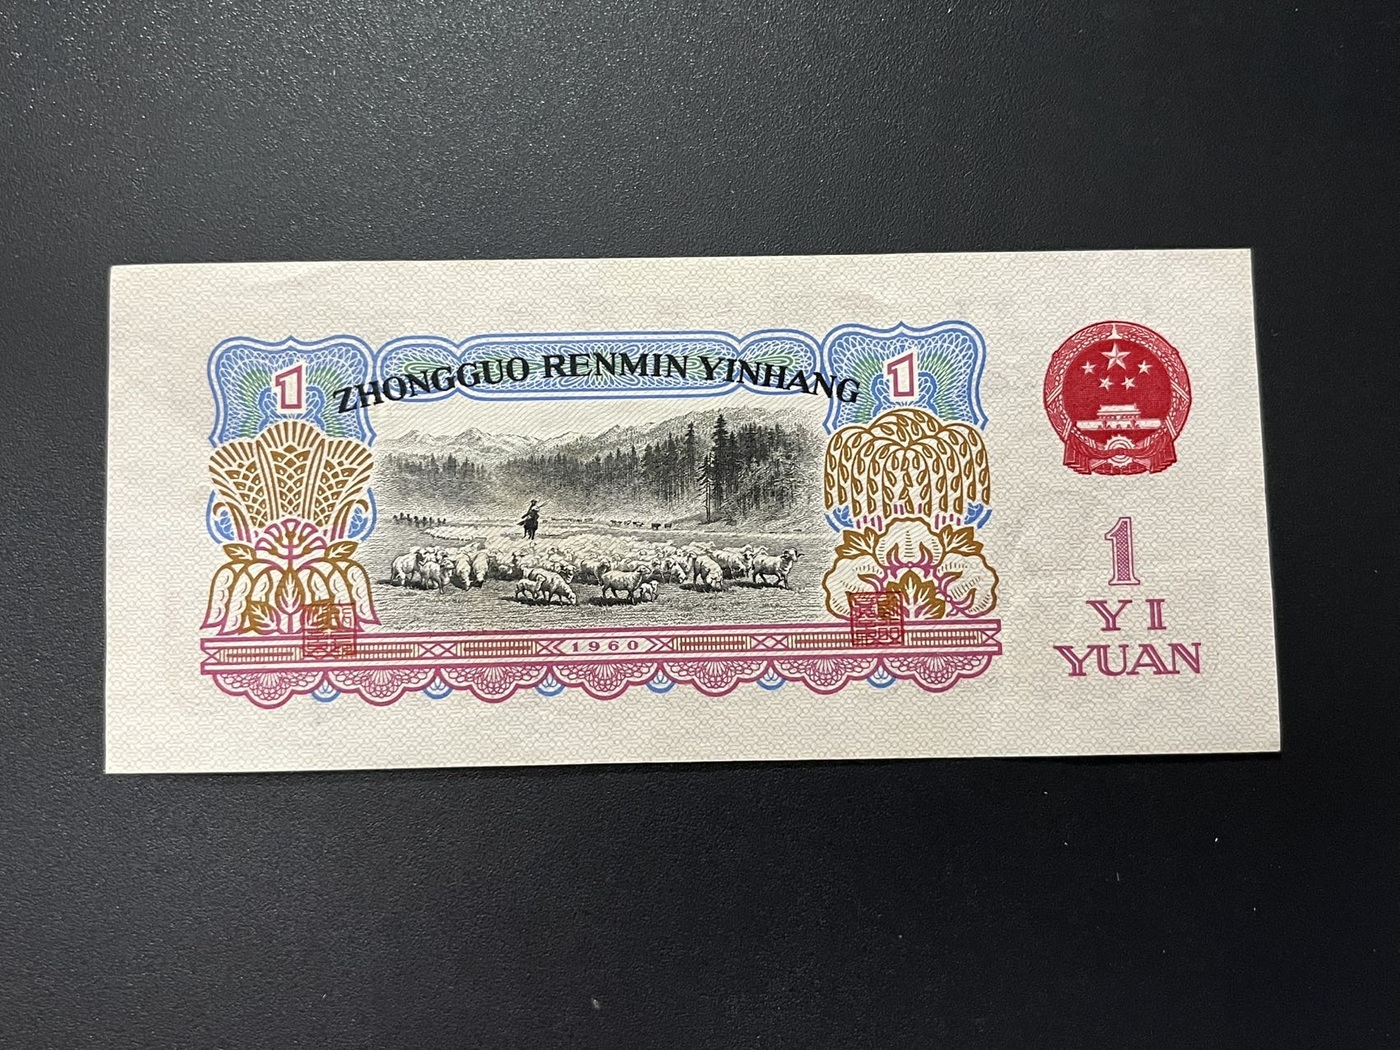 1
ZHONGGUO RENMIN YINHANG
1
1960
1
YI
YUAN